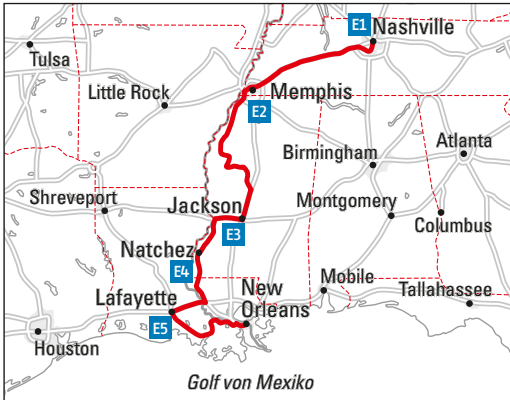 E1 Nashville
Tulsa
Little Rock
Memphis
E2
Birmingham
Atlanta
Shreveport
Jackson
Montgomery
Columbus
E3
Natchez
E4
New
Orleans
Mobile
Tallahassee
Lafayette
E5
Houston
Golf von Mexiko